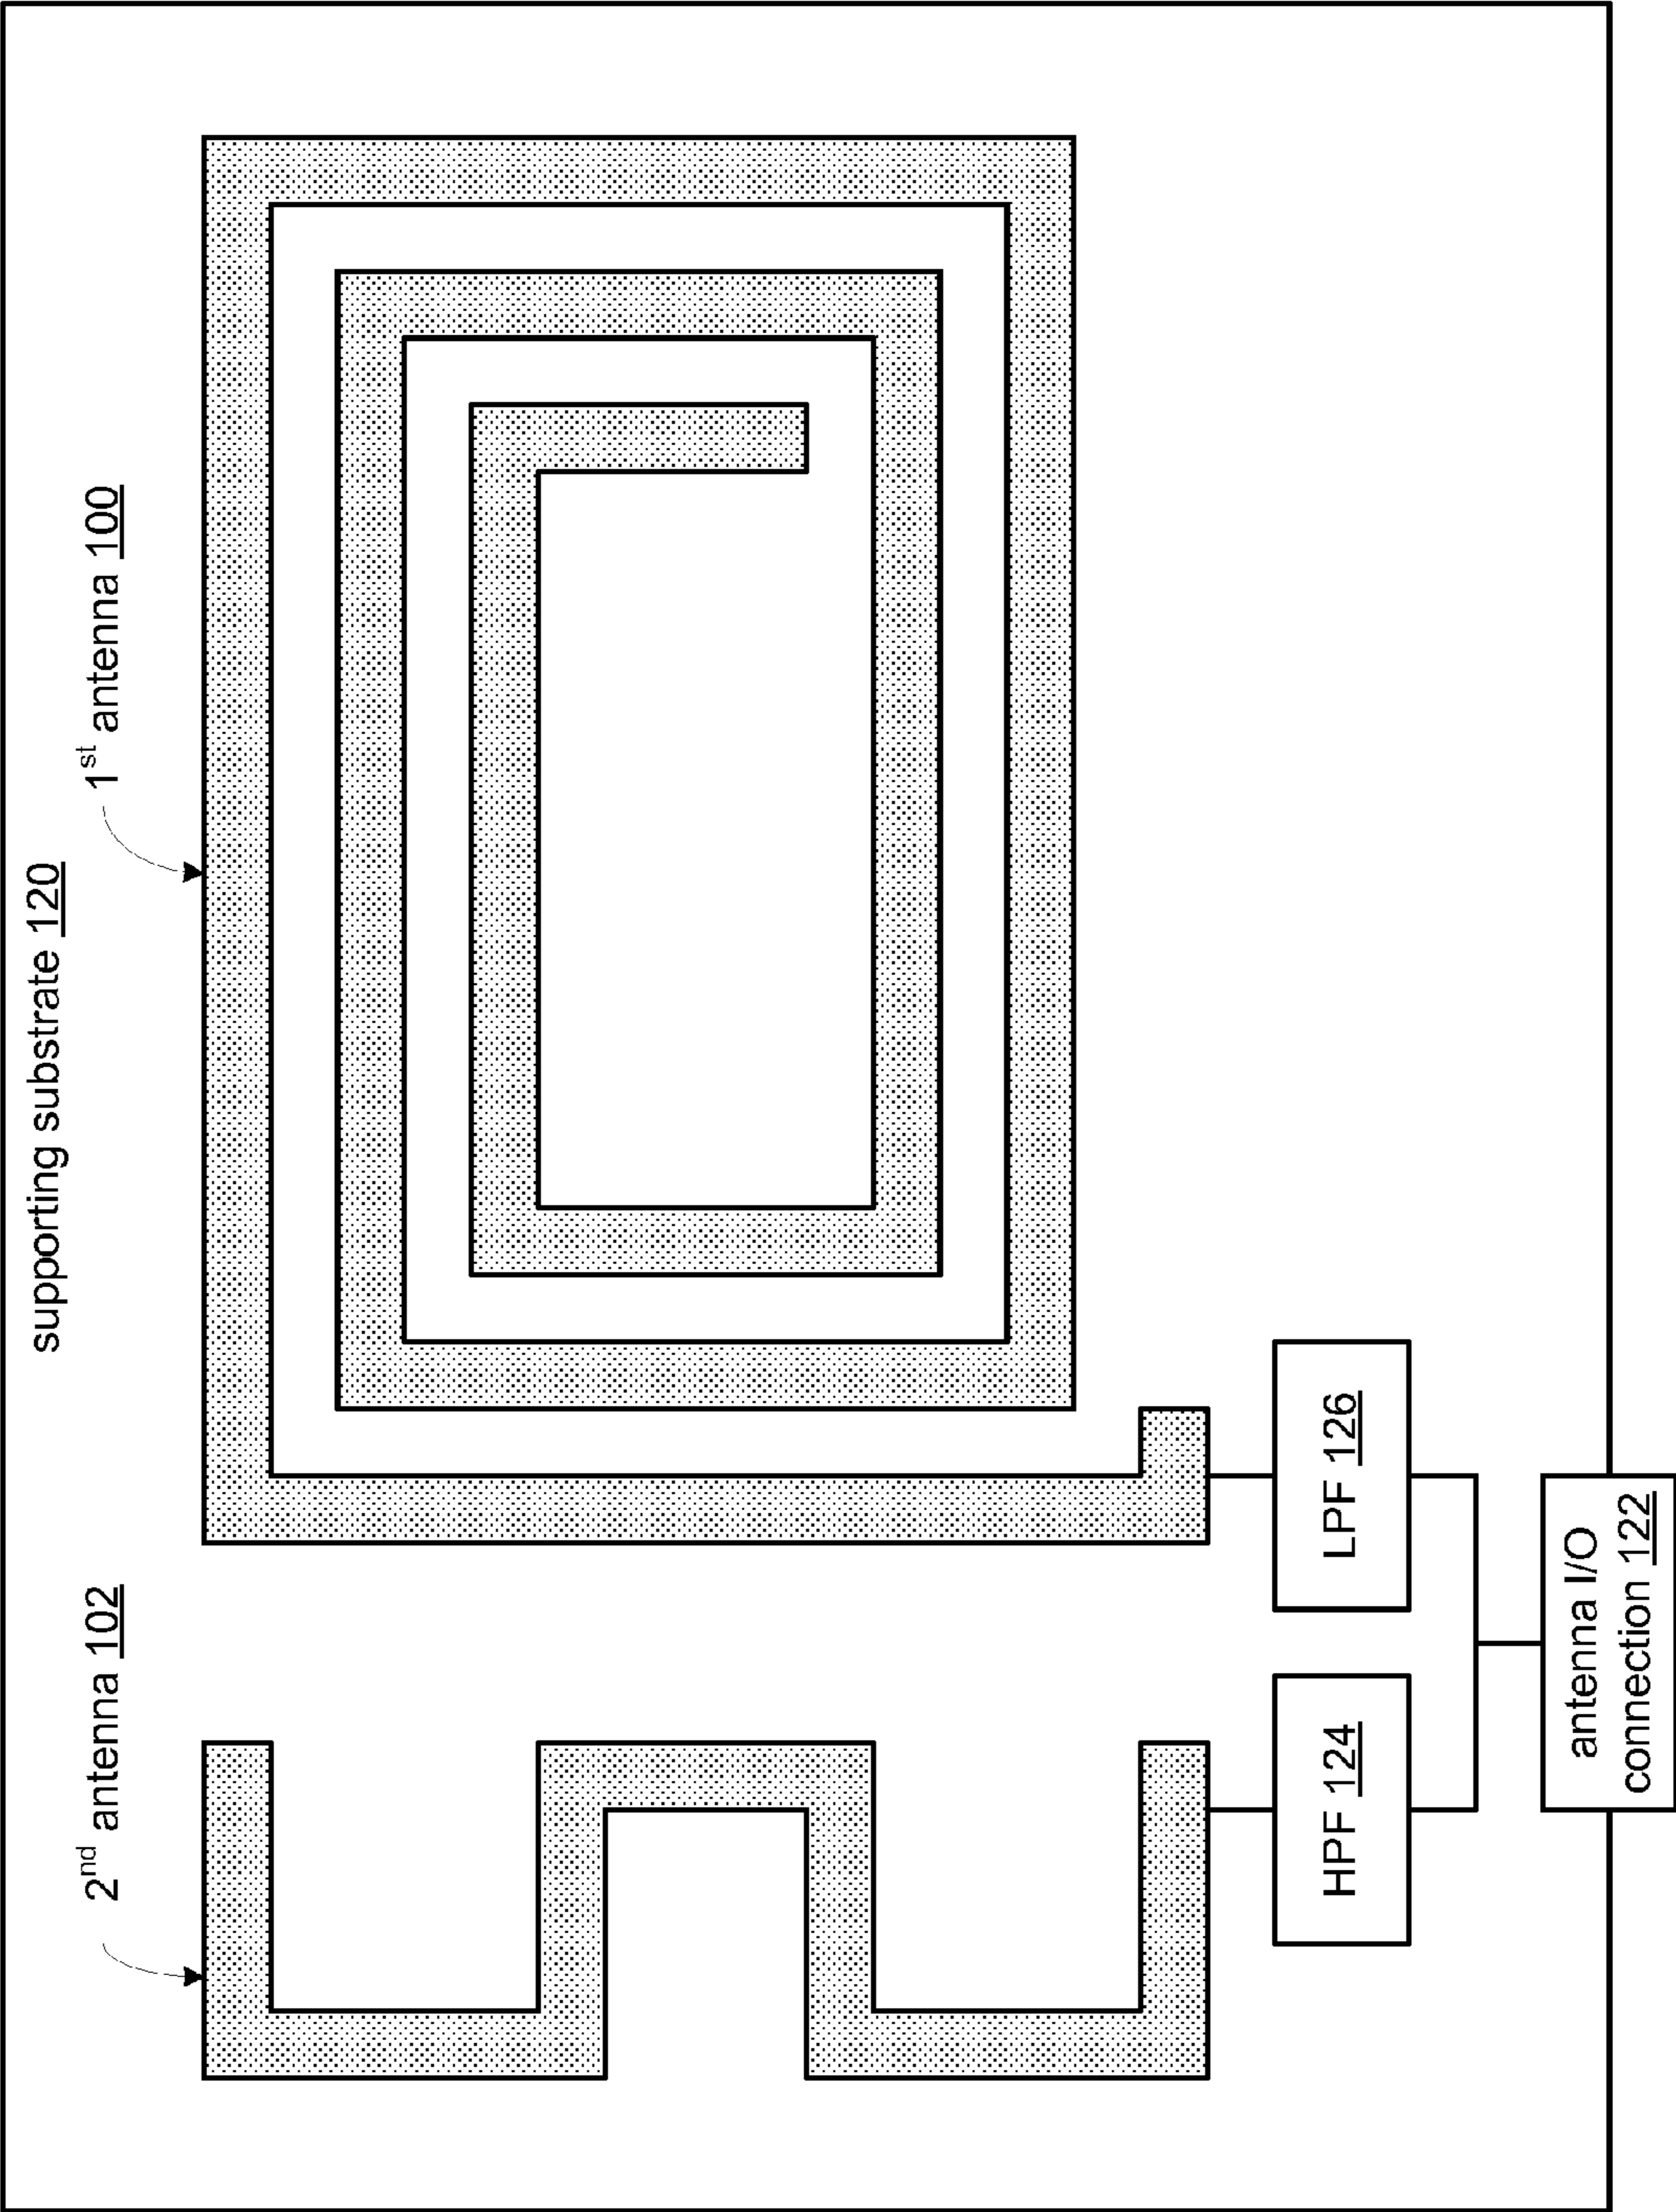 supporting substrate 120
2nd antenna 102
1st antenna 100
HPF 124
LPF 126
antenna I/O
connection 122